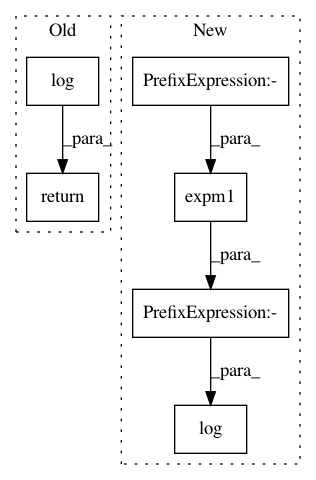 Old
New
log
PrefixExpression:-
_para_
_para_
return
expm1
_para_
PrefixExpression:-
_para_
log